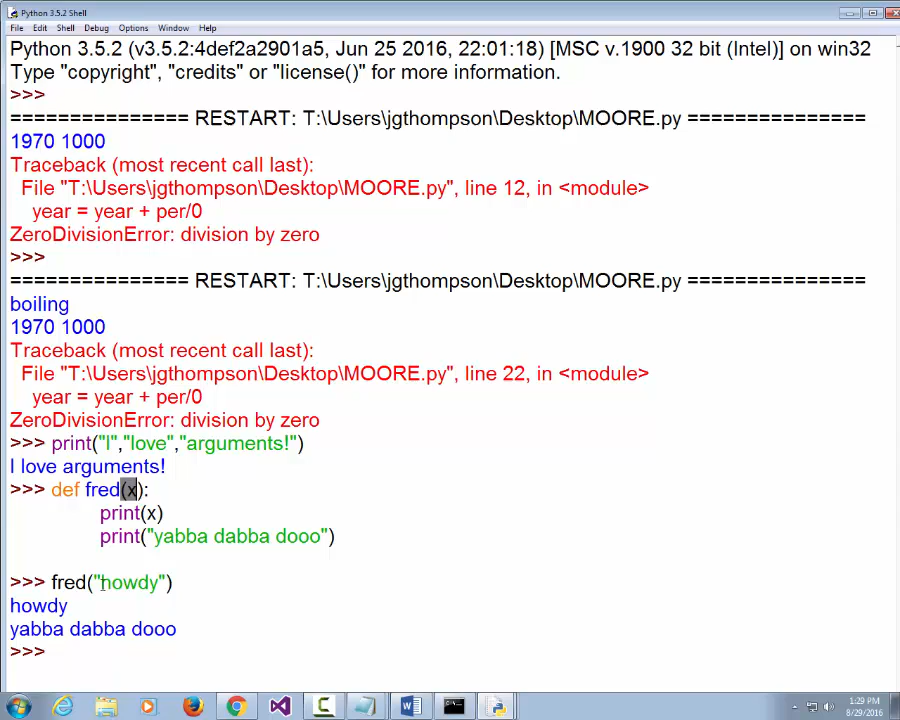 Python 3.5.2 Shell
File Edit Shell Debug Options Window Help
Python 3.5.2 (v3.5.2:4def2a2901a5, Jun 25 2016, 22:01:18) [MSC v.1900 32 bit (Intel)] on win32
Type "copyright", "credits" or "license()" for more information.
>>>
=============== RESTART: T:\Users\jgthompson\Desktop\MOORE.py ===============
1970 1000
Traceback (most recent call last):
File "T:\Users\jgthompson\Desktop\MOORE.py", line 12, in <module>
year = year + per/0
ZeroDivisionError: division by zero
>>>
=============== RESTART: T:\Users\jgthompson\Desktop\MOORE.py ===============
boiling
1970 1000
Traceback (most recent call last):
File "T:\Users\jgthompson\Desktop\MOORE.py", line 22, in <module>
year = year + per/0
ZeroDivisionError: division by zero
>>> print("I","love","arguments!")
I love arguments!
>>> def fred(x):
print(x)
print("yabba dabba dooo")
>>> fred("howdy")
howdy
yabba dabba dooo
>>>
1:29 PM
8/29/2016